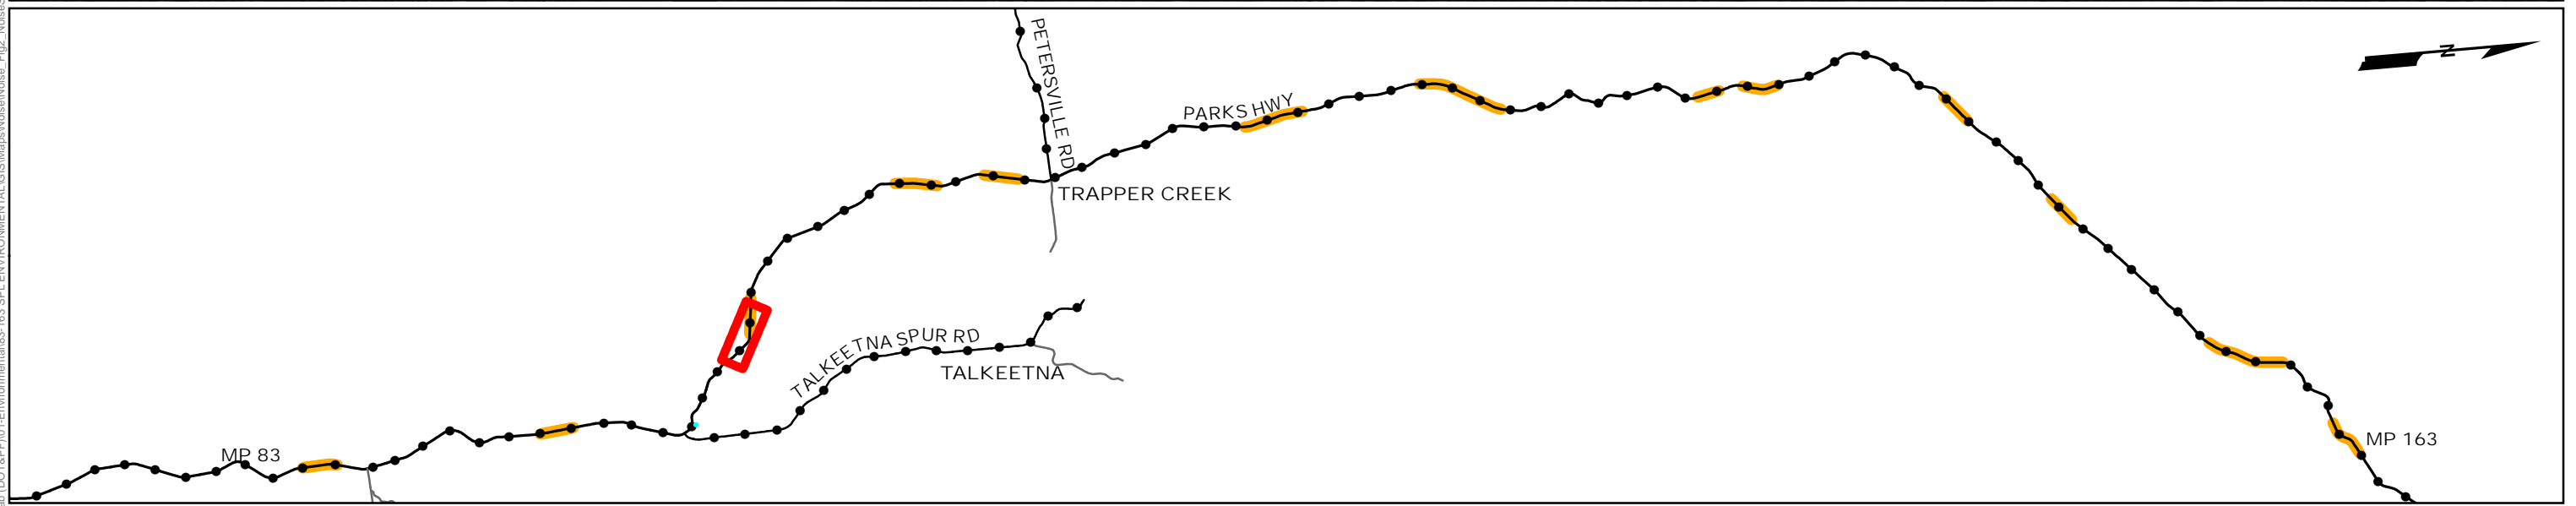 PETERSVILLE RD
PARKS HWY
N
TRAPPER CREEK
TALKEETNA SPUR RD
TALKEETNA
MP 83
MP 163